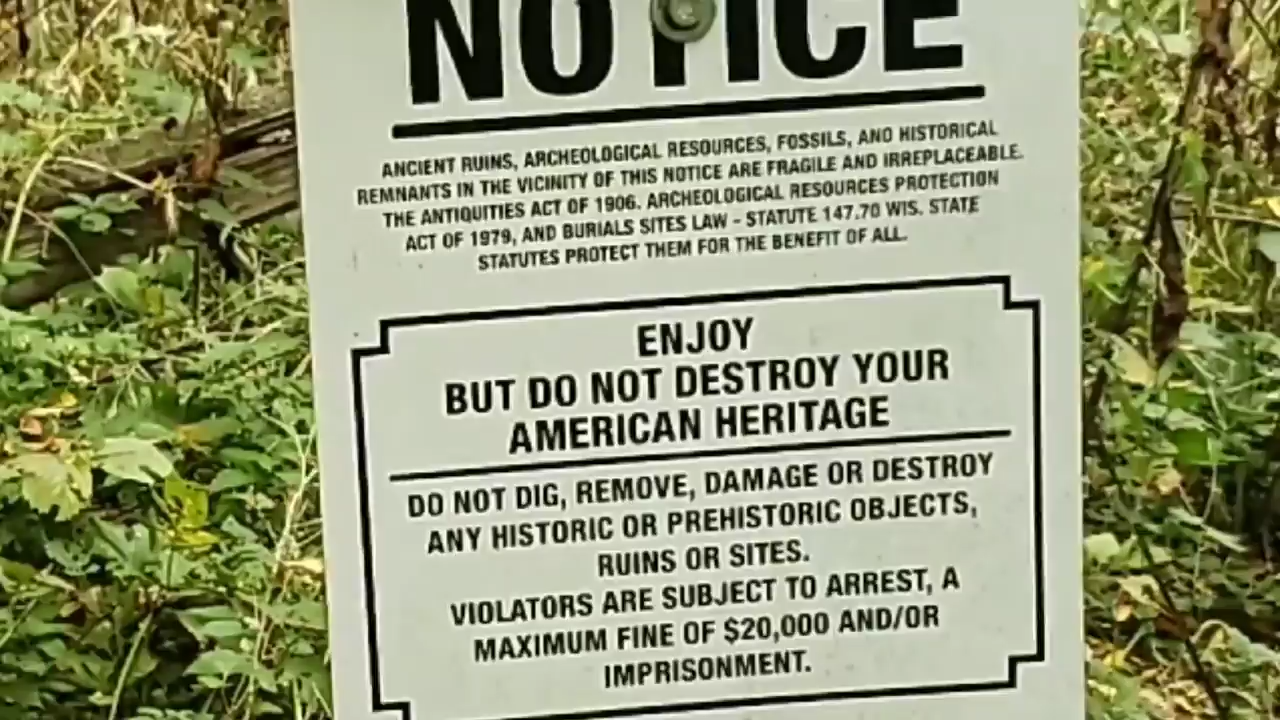 NOTICE
ANCIENT RUINS, ARCHEOLOGICAL RESOURCES, FOSSILS, AND HISTORICAL
REMNANTS IN THE VICINITY OF THIS NOTICE ARE FRAGILE AND IRREPLACEABLE.
THE ANTIQUITIES ACT OF 1906. ARCHEOLOGICAL RESOURCES PROTECTION
ACT OF 1979, AND BURIALS SITES LAW - STATUTE 147.70 WIS. STATE
STATUTES PROTECT THEM FOR THE BENEFIT OF ALL.
ENJOY
BUT DO NOT DESTROY YOUR
AMERICAN HERITAGE
DO NOT DIG, REMOVE, DAMAGE OR DESTROY
ANY HISTORIC OR PREHISTORIC OBJECTS,
RUINS OR SITES.
VIOLATORS ARE SUBJECT TO ARREST, A
MAXIMUM FINE OF $20,000 AND/OR
IMPRISONMENT.